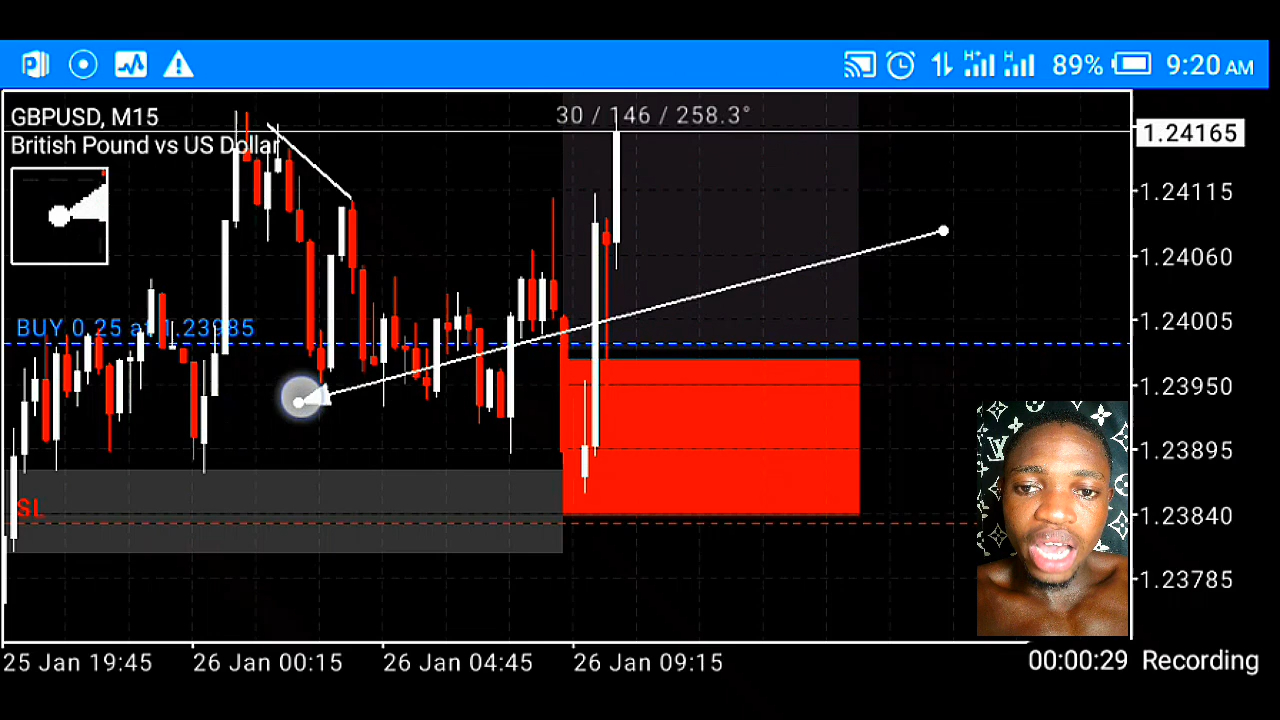 H+ H 89% 9:20 AM
GBPUSD, M15
30 / 146 / 258.3°
British Pound vs US Dollar
1.24165
1.24115
1.24060
BUY 0.25 at 1.23985
1.24005
1.23950
1.23895
SL
1.23840
1.23785
25 Jan 19:45 26 Jan 00:15 26 Jan 04:45 26 Jan 09:15
00:00:29 Recording